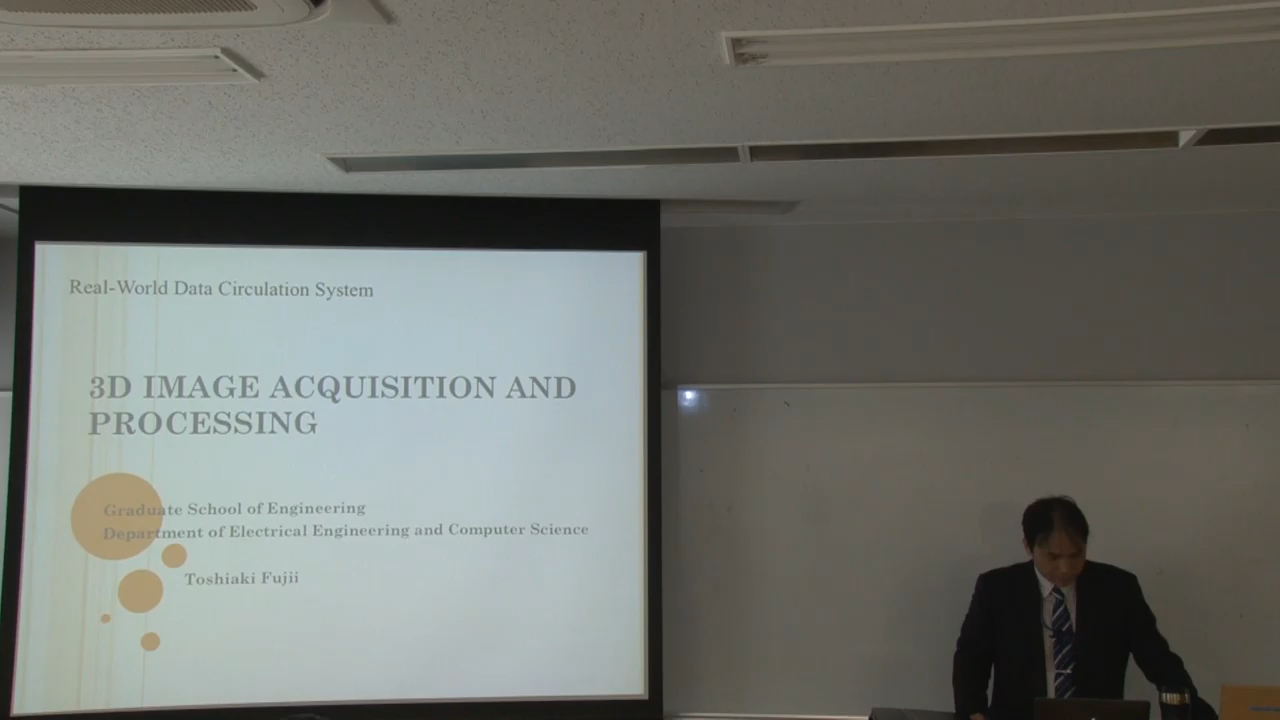 Real-World Data Circulation System
3D IMAGE ACQUISITION AND
PROCESSING
Graduate School of Engineering
Department of Electrical Engineering and Computer Science
Toshiaki Fujii